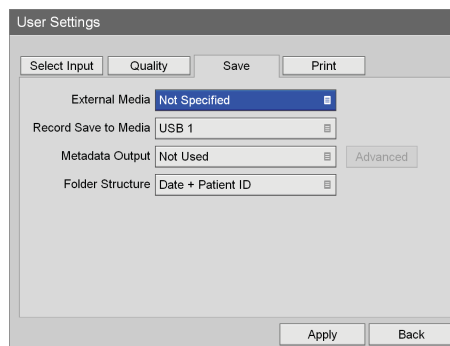 User Settings
Select Input Quality Save Print
External Media Not Specified
Record Save to Media USB 1
Metadata Output Not Used Advanced
Folder Structure Date + Patient ID
Apply Back